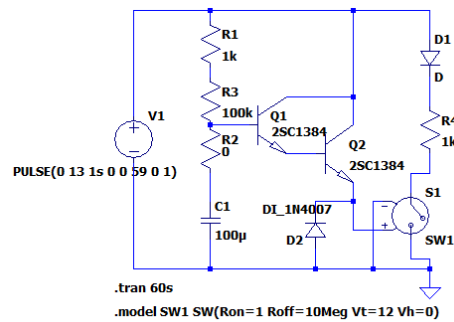 R1
1k
D1
D
V1
R3
100k
Q1
2SC1384
R4
1k
R2
0
Q2
2SC1384
PULSE(0 13 1s 0 0 59 0 1)
S1
DI_1N4007
C1
100µ
D2
SW1
.tran 60s
.model SW1 SW(Ron=1 Roff=10Meg Vt=12 Vh=0)